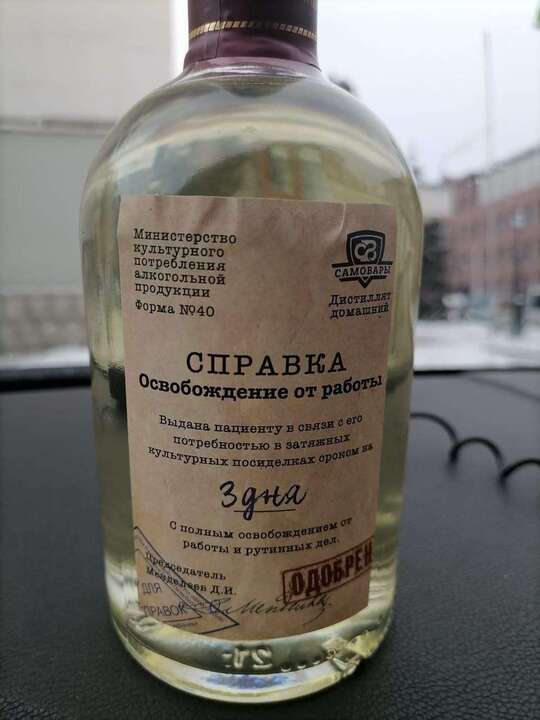 Министерство
культурного
потребления
алкогольной
продукции
Форма №40
САМОВАРЫ
Дистиллят
домашний
СПРАВКА
Освобождение от работы
Выдана пациенту в связи с его
потребностью в затяжных
культурных посиделках сроком на
3 дня
С полным освобождением от
работы и рутинных дел.
Председатель
Менделеев Д.И.
ОДОБРЕН
ДЛЯ
ПРАВОК